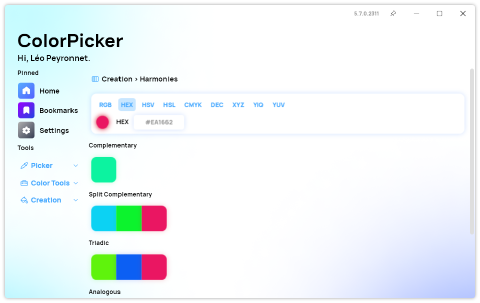 5.7.0.2311
ColorPicker
Hi, Léo Peyronnet.
Pinned
Home
Bookmarks
Settings
Tools
Picker
Color Tools
Creation
Creation > Harmonies
RGB HEX HSV HSL CMYK DEC XYZ YIQ YUV
HEX #EA1662
Complementary
Split Complementary
Triadic
Analogous